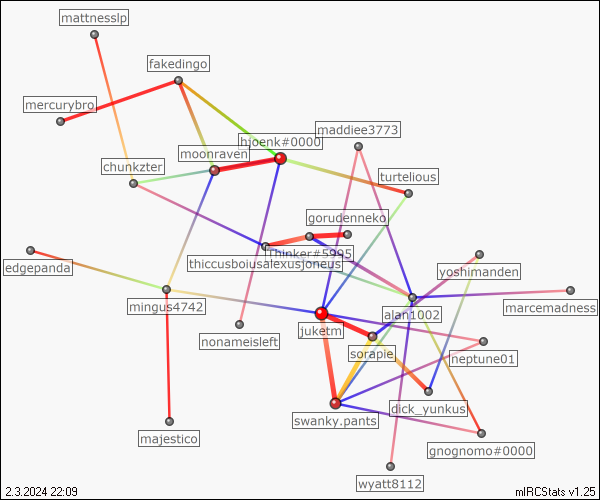 mattnesslp
fakedingo
mercurybro
maddiee3773
hjoenk#0000
moonraven
chunkzter
turtelious
gorudenneko
Thinker#5995
thiccusboiusalexusjoneus
edgepanda
yoshimanden
mingus4742
alan1002
marcemadness
juketm
nonameisleft
sorapie
neptune01
dick_yunkus
swanky.pants
majestico
gnognomo#0000
wyatt8112
2.3.2024 22:09
mIRCStats v1.25